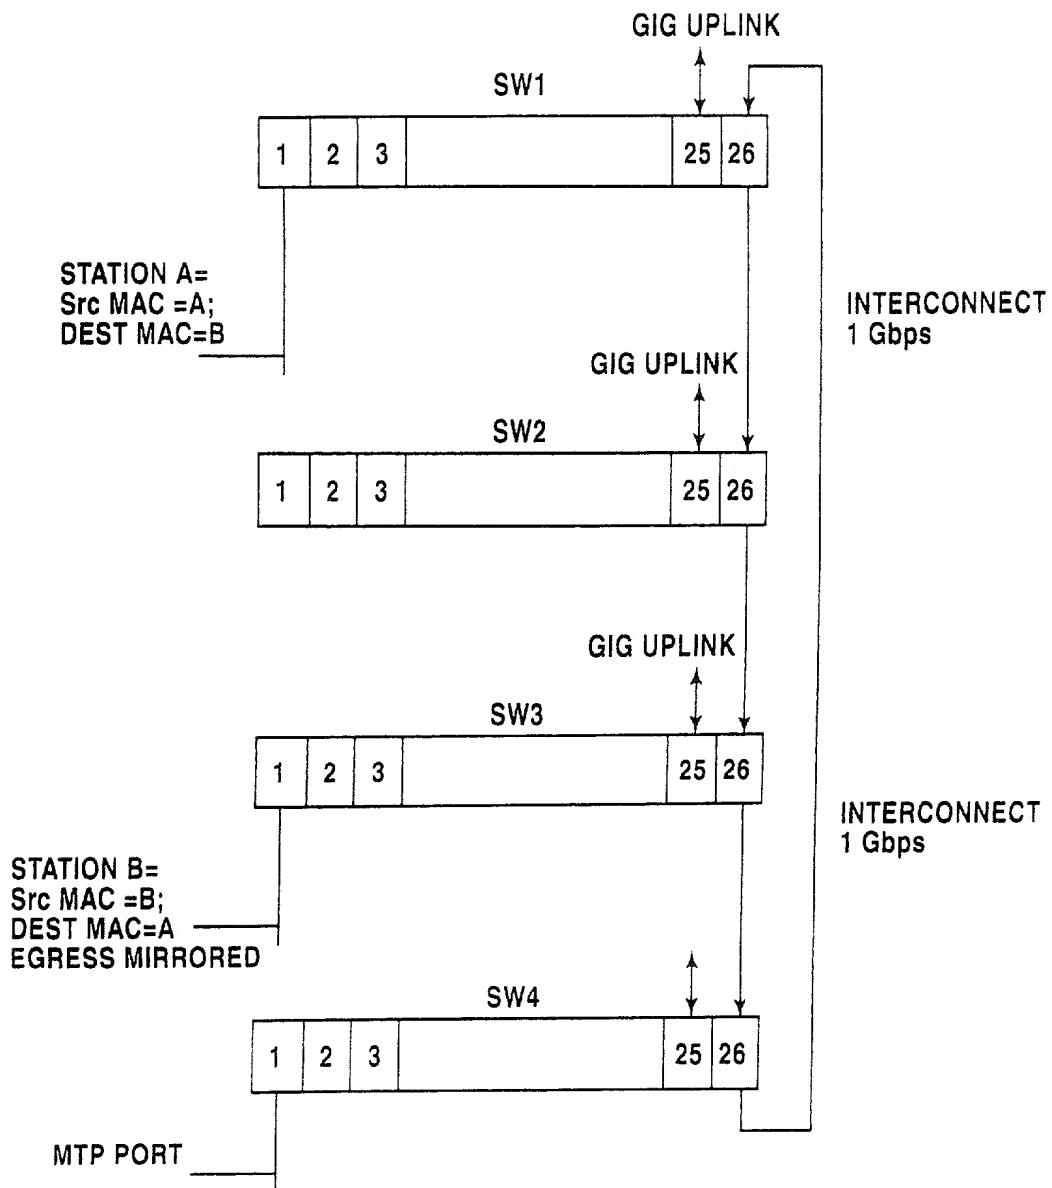 GIG UPLINK
SW1
1 2 3 25 26
STATION A=
Src MAC =A;
DEST MAC=B
INTERCONNECT
1 Gbps
GIG UPLINK
SW2
1 2 3 25 26
GIG UPLINK
SW3
1 2 3 25 26
INTERCONNECT
1 Gbps
STATION B=
Src MAC =B;
DEST MAC=A
EGRESS MIRRORED
SW4
1 2 3 25 26
MTP PORT